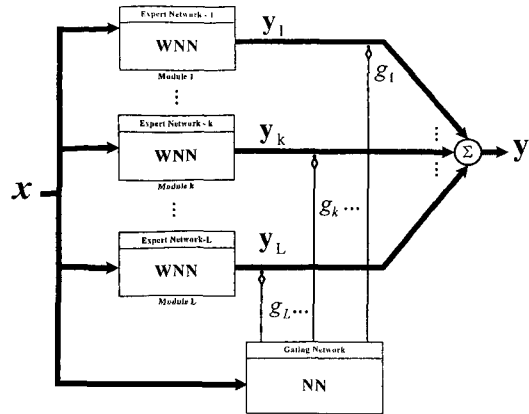 Expert Network - 1
WNN
Module 1
y1
g1
⋮
Expert Network - k
WNN
Module k
yk
gk...
⋮
x
Σ
y
⋮
⋮
Expert Network-L
WNN
Module L
yL
gL...
Gating Network
NN